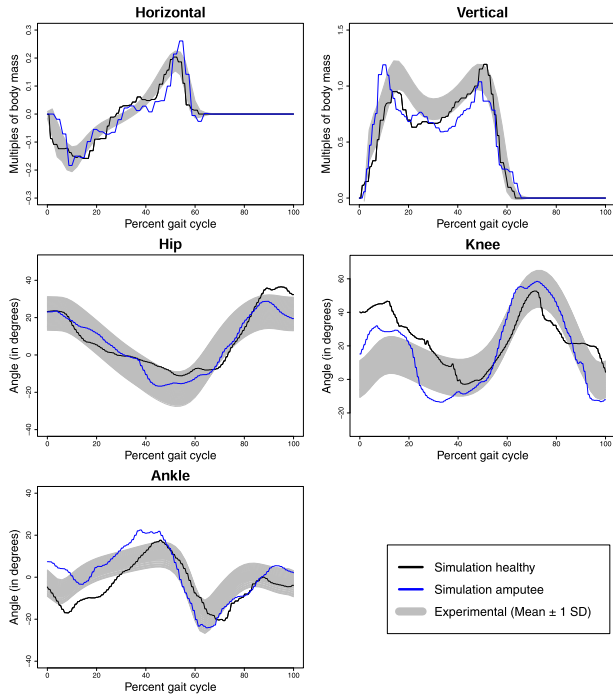 Horizontal
Multiples of body mass
0.3
0.2
0.1
0.0
-0.1
-0.2
-0.3
0 20 40 60 80 100
Percent gait cycle
Vertical
Multiples of body mass
1.5
1.0
0.5
0.0
0 20 40 60 80 100
Percent gait cycle
Hip
Angle (in degrees)
40
20
0
-20
-40
0 20 40 60 80 100
Percent gait cycle
Knee
Angle (in degrees)
60
40
20
0
-20
0 20 40 60 80 100
Percent gait cycle
Ankle
Angle (in degrees)
40
20
0
-20
-40
0 20 40 60 80 100
Percent gait cycle
Simulation healthy
Simulation amputee
Experimental (Mean ± 1 SD)